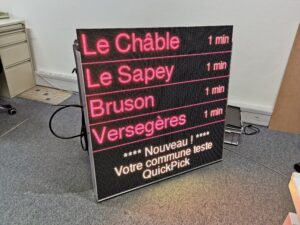 Le Châble 1 min
Le Sapey 1 min
Bruson 1 min
Versegères 1 min
**** Nouveau ! ****
Votre commune teste
QuickPick